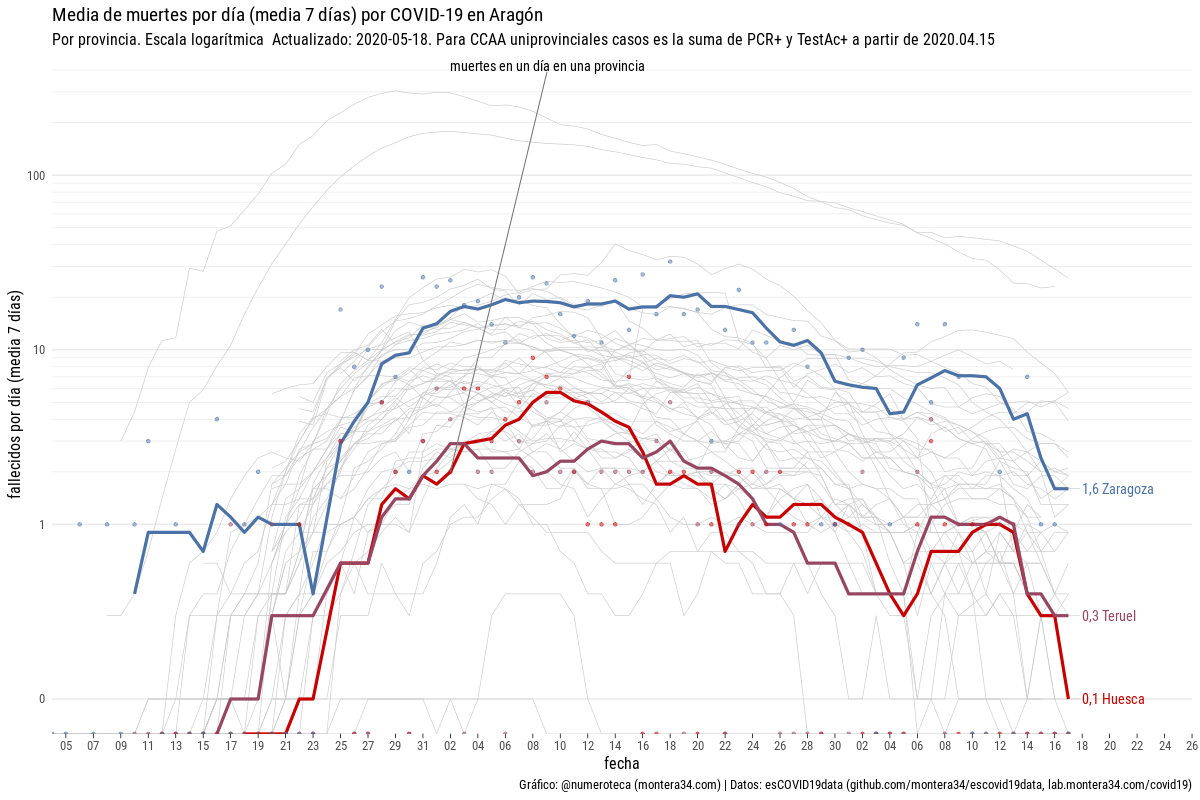 Media de muertes por día (media 7 días) por COVID-19 en Aragón
Por provincia. Escala logarítmica  Actualizado: 2020-05-18. Para CCAA uniprovinciales casos es la suma de PCR+ y TestAc+ a partir de 2020.04.15
muertes en un día en una provincia
100
10
1
0
fallecidos por día (media  7 días)
1,6 Zaragoza
0,3 Teruel
0,1 Huesca
05 07 09 11 13 15 17 19 21 23 25 27 29 31 02 04 06 08 10 12 14 16 18 20 22 24 26 28 30 02 04 06 08 10 12 14 16 18 20 22 24 26
fecha
Gráfico: @numeroteca (montera34.com) | Datos: esCOVID19data (github.com/montera34/escovid19data, lab.montera34.com/covid19)